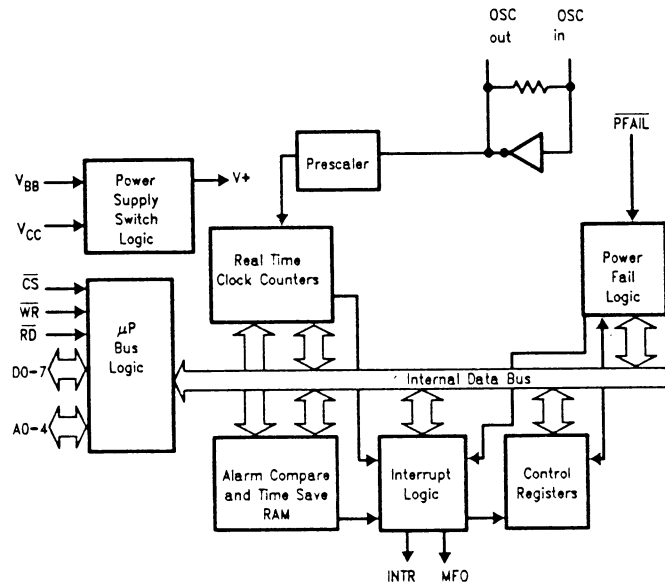 OSC OSC
out in
PFAIL
Prescaler
VBB
Power
Supply
Switch
Logic
V+
VCC
Real Time
Clock Counters
Power
Fail
Logic
CS
WR
RD
D0-7
A0-4
μP
Bus
Logic
Internal Data Bus
Alarm Compare
and Time Save
RAM
Interrupt
Logic
Control
Registers
INTR MFO